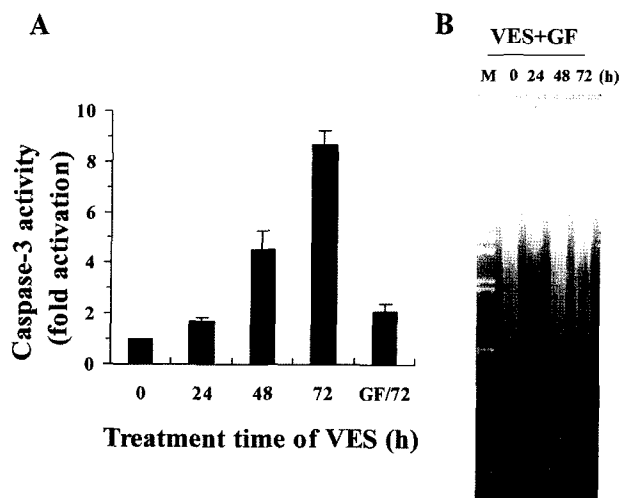 A
Caspase-3 activity
(fold activation)
10
8
6
4
2
0
0 24 48 72 GF/72
Treatment time of VES (h)
B
VES+GF
M 0 24 48 72 (h)